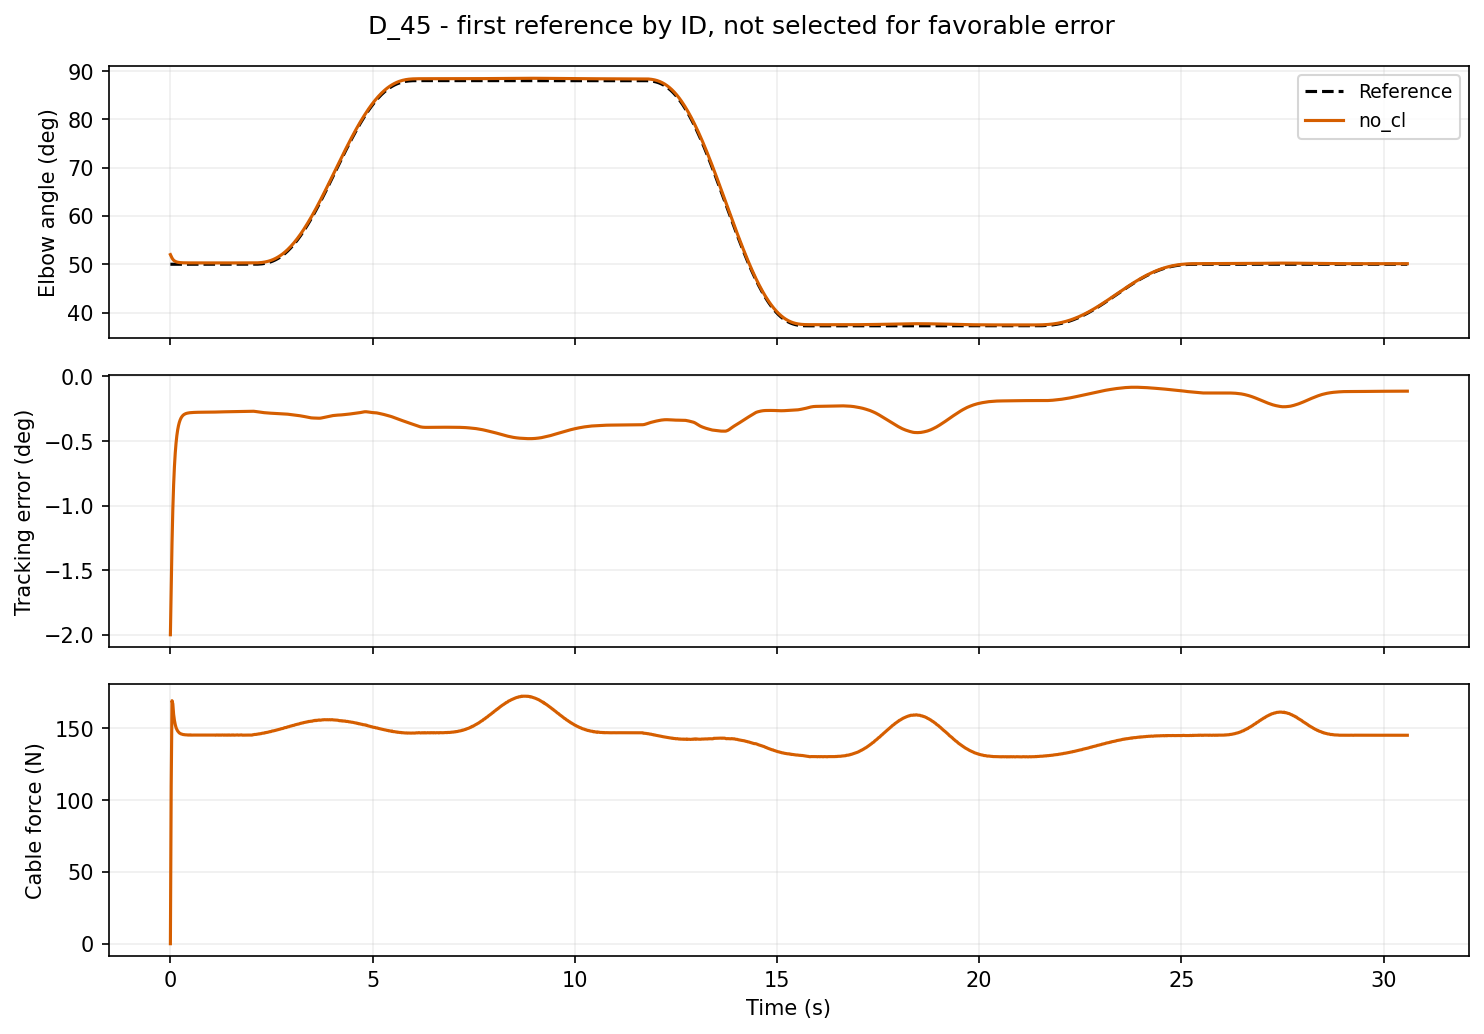 D_45 - first reference by ID, not selected for favorable error
Elbow angle (deg)
90
80
70
60
50
40
Reference
no_cl
Tracking error (deg)
0.0
−0.5
−1.0
−1.5
−2.0
Cable force (N)
150
100
50
0
0 5 10 15 20 25 30
Time (s)